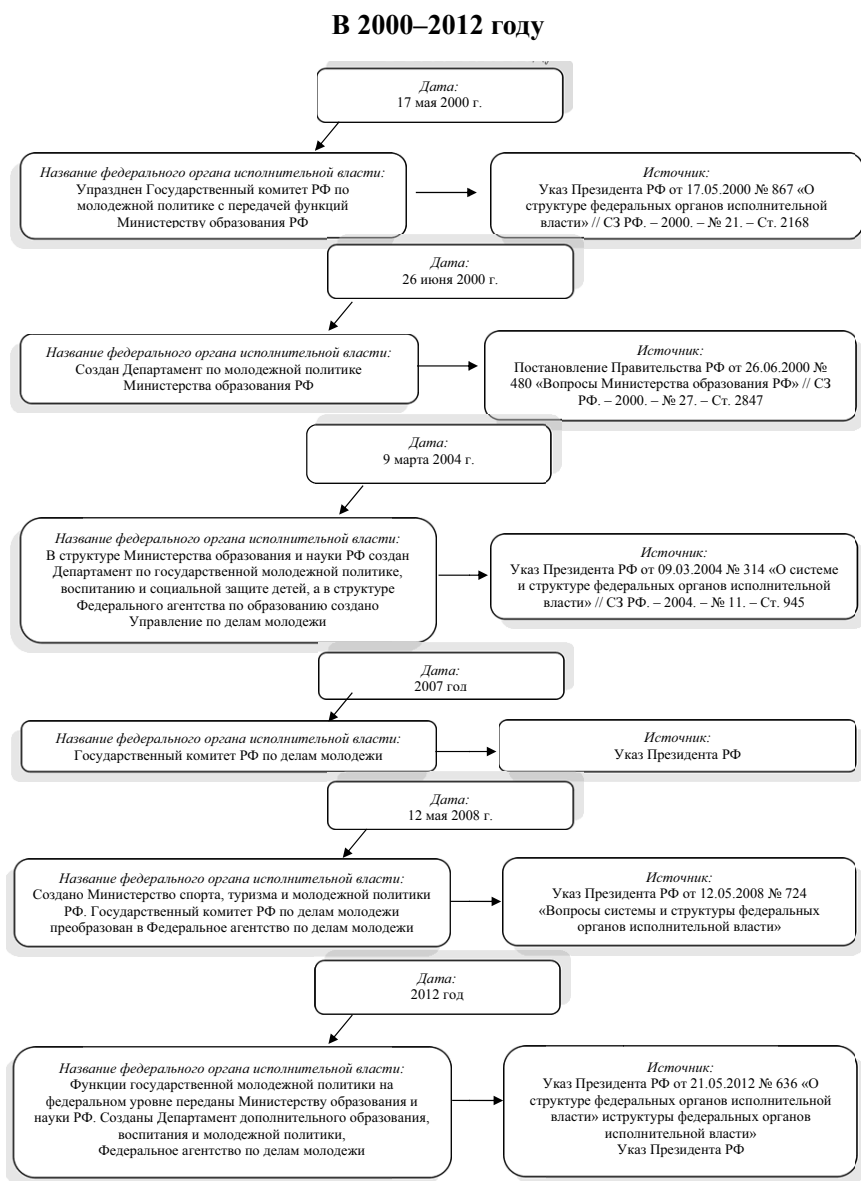 В 2000–2012 году
Дата:
17 мая 2000 г.
Название федерального органа исполнительной власти:
Упразднен Государственный комитет РФ по
молодежной политике с передачей функций
Министерству образования РФ
Источник:
Указ Президента РФ от 17.05.2000 № 867 «О
структуре федеральных органов исполнительной
власти» // СЗ РФ. – 2000. – № 21. – Ст. 2168
Дата:
26 июня 2000 г.
Название федерального органа исполнительной власти:
Создан Департамент по молодежной политике
Министерства образования РФ
Источник:
Постановление Правительства РФ от 26.06.2000 №
480 «Вопросы Министерства образования РФ» // СЗ
РФ. – 2000. – № 27. – Ст. 2847
Дата:
9 марта 2004 г.
Название федерального органа исполнительной власти:
В структуре Министерства образования и науки РФ создан
Департамент по государственной молодежной политике,
воспитанию и социальной защите детей, а в структуре
Федерального агентства по образованию создано
Управление по делам молодежи
Источник:
Указ Президента РФ от 09.03.2004 № 314 «О системе
и структуре федеральных органов исполнительной
власти» // СЗ РФ. – 2004. – № 11. – Ст. 945
Дата:
2007 год
Название федерального органа исполнительной власти:
Государственный комитет РФ по делам молодежи
Источник:
Указ Президента РФ
Дата:
12 мая 2008 г.
Название федерального органа исполнительной власти:
Создано Министерство спорта, туризма и молодежной политики
РФ. Государственный комитет РФ по делам молодежи
преобразован в Федеральное агентство по делам молодежи
Источник:
Указ Президента РФ от 12.05.2008 № 724
«Вопросы системы и структуры федеральных
органов исполнительной власти»
Дата:
2012 год
Название федерального органа исполнительной власти:
Функции государственной молодежной политики на
федеральном уровне переданы Министерству образования и
науки РФ. Созданы Департамент дополнительного образования,
воспитания и молодежной политики,
Федеральное агентство по делам молодежи
Источник:
Указ Президента РФ от 21.05.2012 № 636 «О
структуре федеральных органов исполнительной
власти» иструктуры федеральных органов
исполнительной власти»
Указ Президента РФ